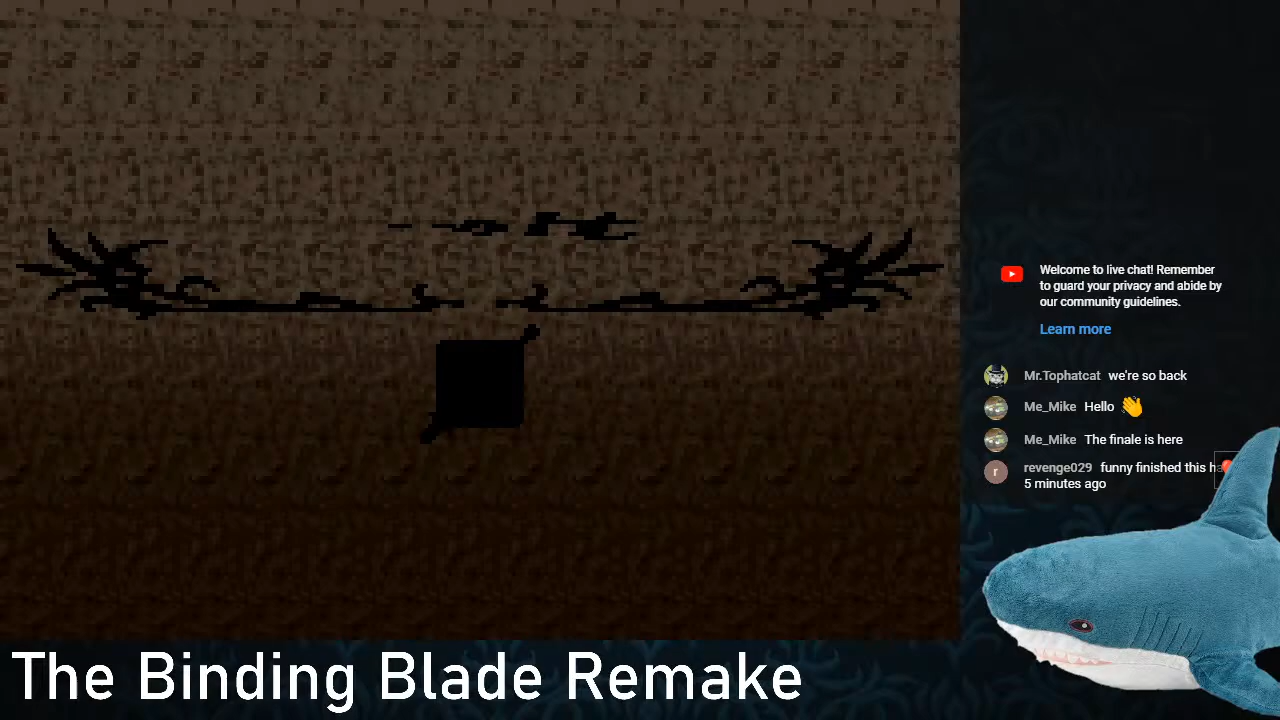 Welcome to live chat! Remember
to guard your privacy and abide by
our community guidelines.
Learn more
Mr.Tophatcat we're so back
Me_Mike Hello 👋
Me_Mike The finale is here
r revenge029 funny finished this
5 minutes ago
The Binding Blade Remake